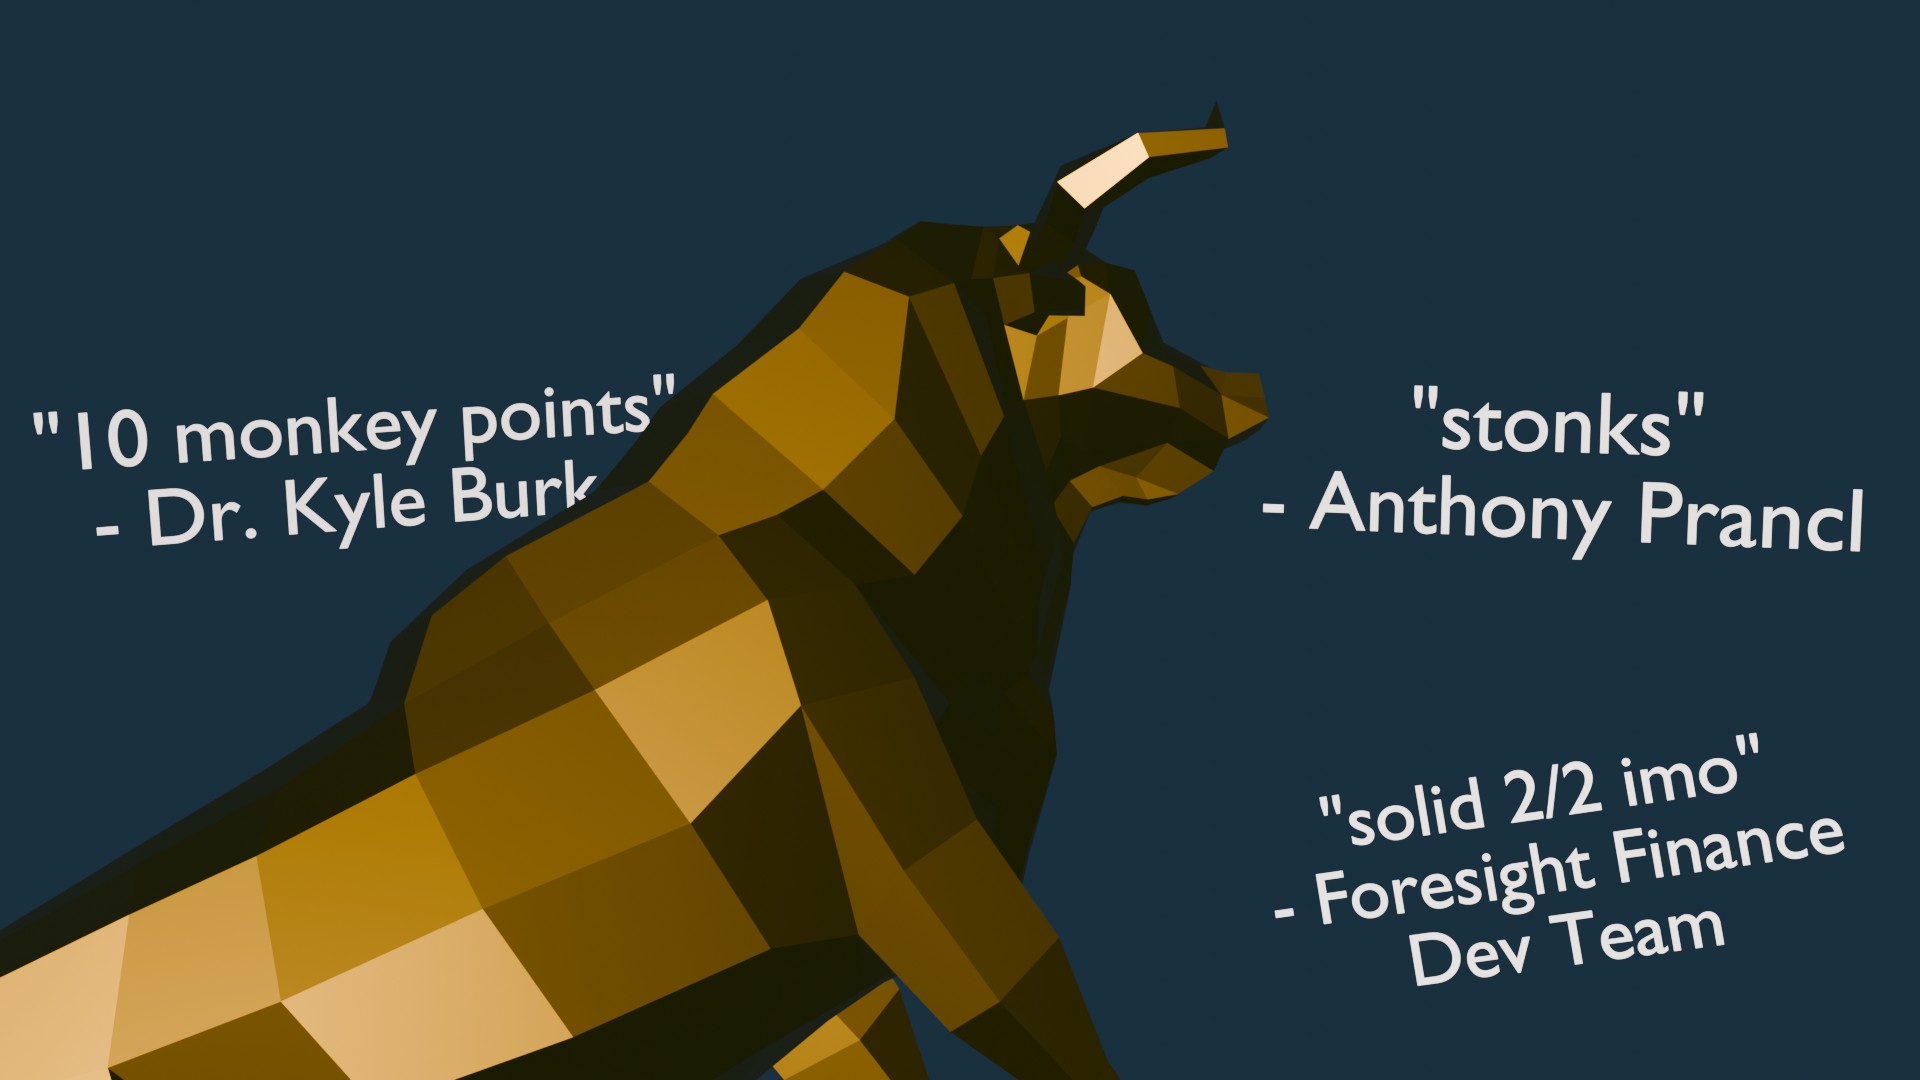 "10 monkey points"
- Dr. Kyle Burk
"stonks"
- Anthony Prancl
"solid 2/2 imo"
- Foresight Finance
Dev Team